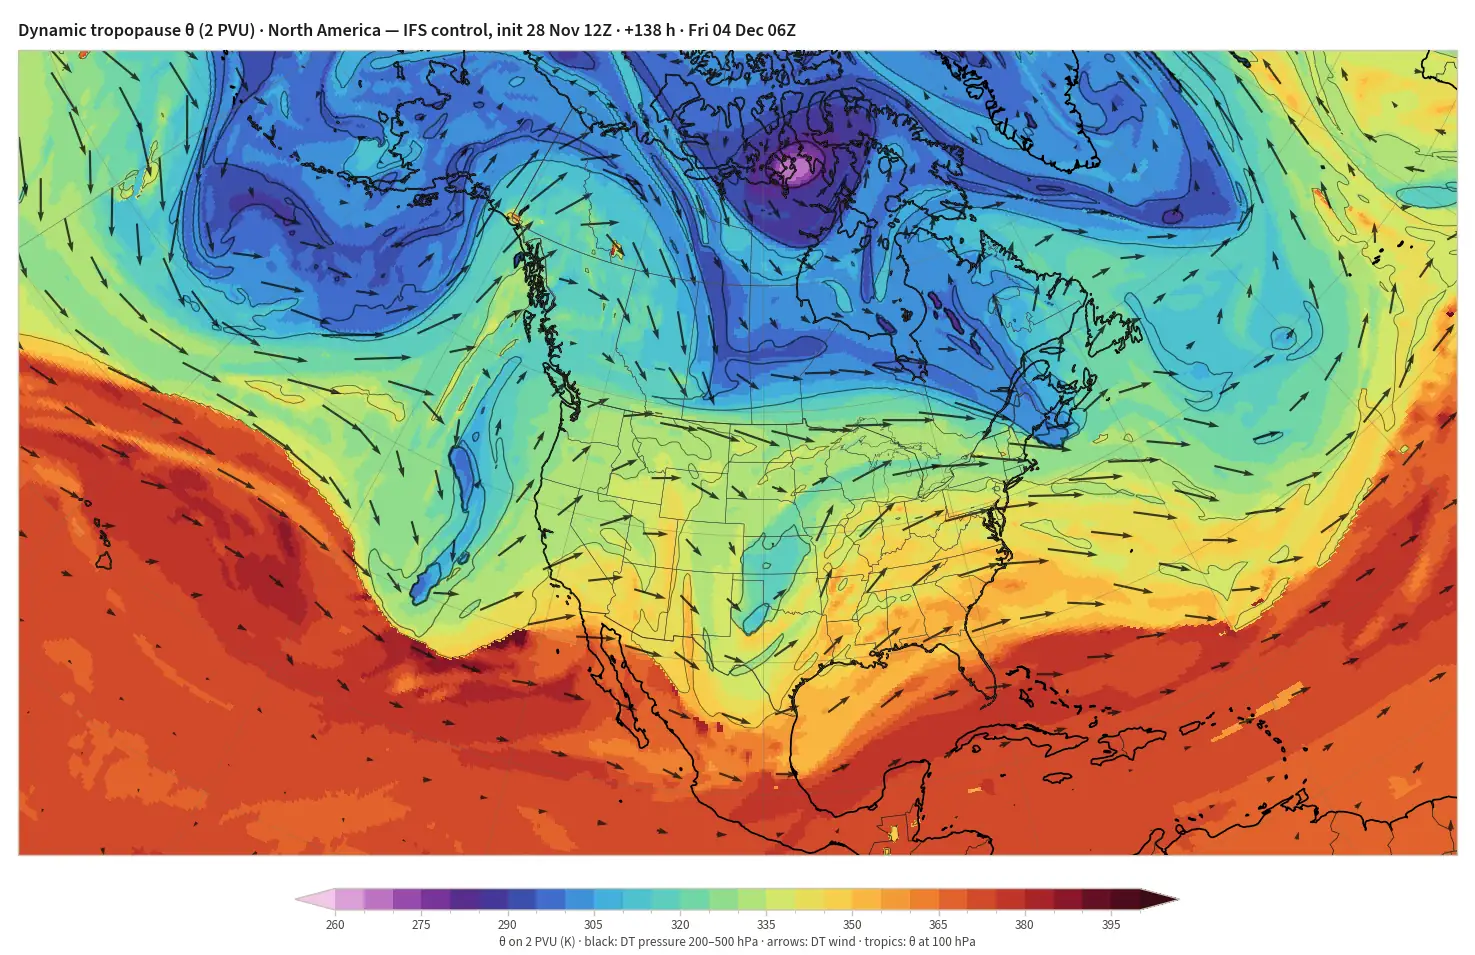 Dynamic tropopause θ (2 PVU) · North America — IFS control, init 28 Nov 12Z · +138 h · Fri 04 Dec 06Z
260 275 290 305 320 335 350 365 380 395
θ on 2 PVU (K) · black: DT pressure 200–500 hPa · arrows: DT wind · tropics: θ at 100 hPa